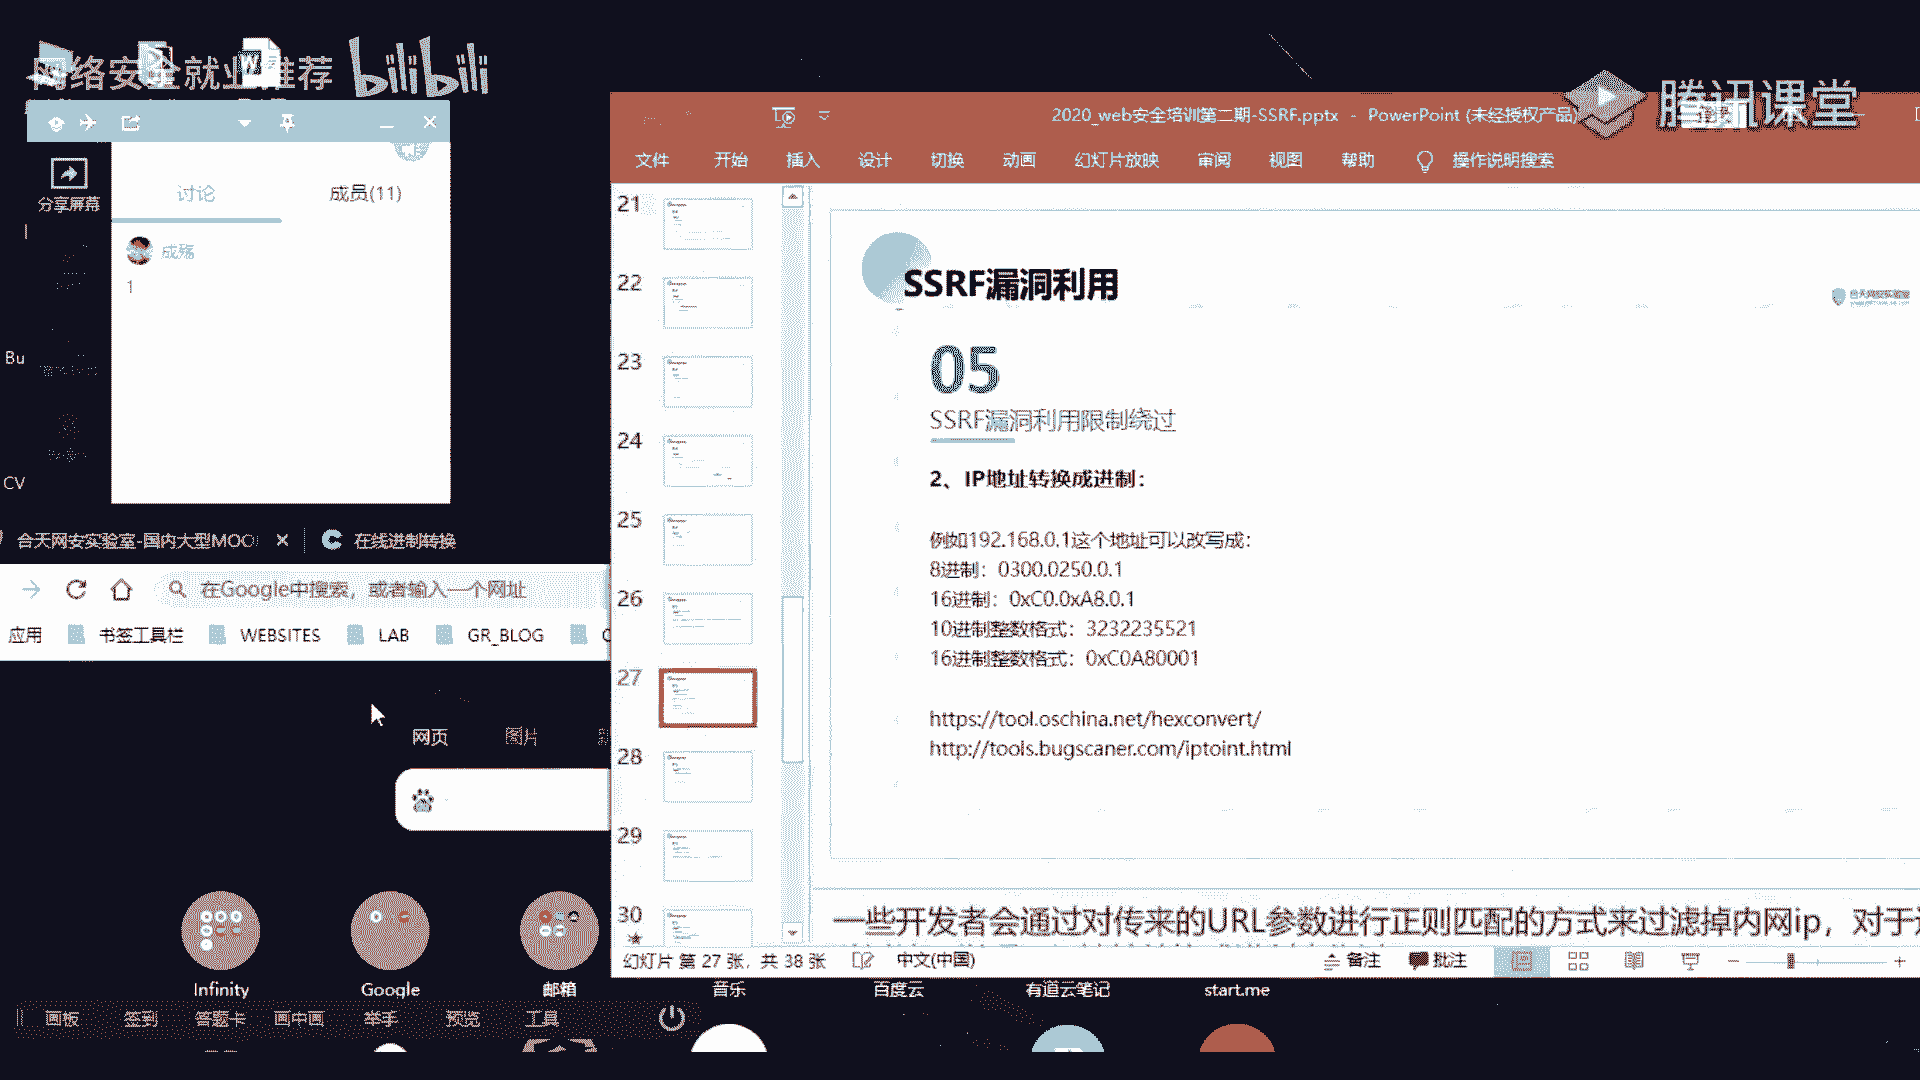 网络安全就业推荐
bilibili
腾讯课堂
2020_web安全培训第二期-SSRF.pptx - PowerPoint (未经授权产品)
文件 开始 插入 设计 切换 动画 幻灯片放映 审阅 视图 帮助 操作说明搜索
分享屏幕
讨论 成员(11)
成殇
1
Bu
CV
合天网安实验室-国内大型MOO
在线进制转换
在Google中搜索，或者输入一个网址
应用 书签工具栏 WEBSITES LAB GR_BLOG
网页 图片
21
22
23
24
25
26
27
28
29
30
SSRF漏洞利用
合天网安实验室
05
SSRF漏洞利用限制绕过
2、IP地址转换成进制：
例如192.168.0.1这个地址可以改写成：
8进制：0300.0250.0.1
16进制：0xC0.0xA8.0.1
10进制整数格式：3232235521
16进制整数格式：0xC0A80001
https://tool.oschina.net/hexconvert/
http://tools.bugscaner.com/iptoint.html
一些开发者会通过对传来的URL参数进行正则匹配的方式来过滤掉内网ip，对于
幻灯片 第 27 张，共 38 张 中文(中国) 备注 批注
Infinity Google 邮箱 音乐 百度云 有道云笔记 start.me
画板 签到 答题卡 画中画 举手 预览 工具